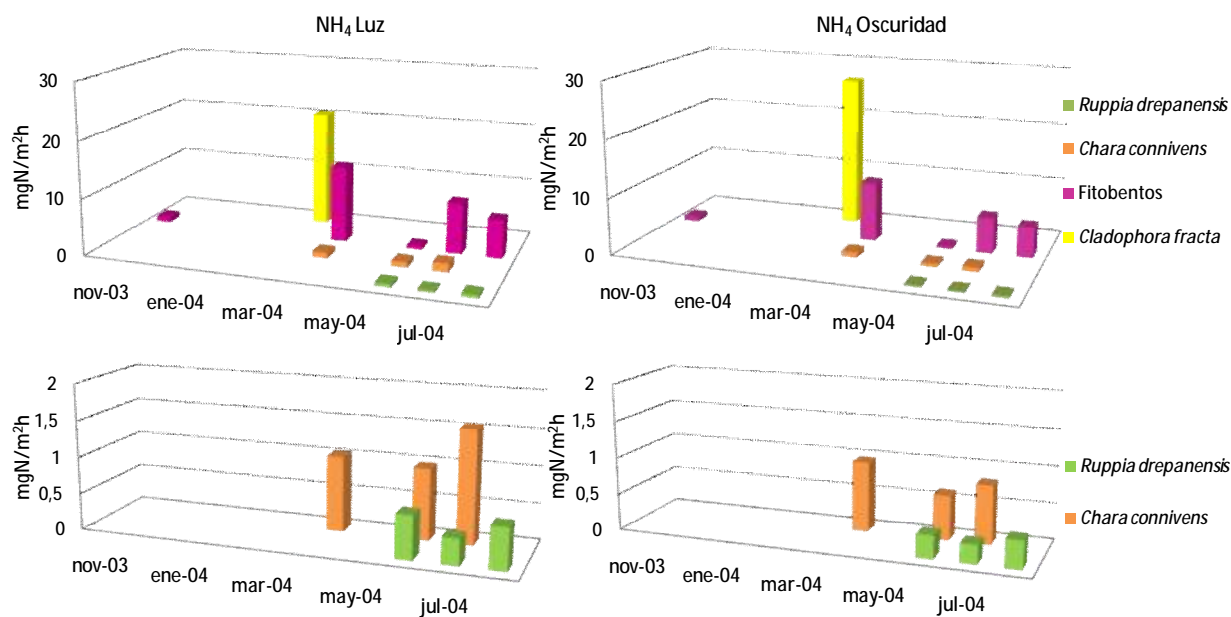 NH4 Luz
30
20
10
0
mgN/m²h
nov-03
ene-04
mar-04
may-04
jul-04
NH4 Oscuridad
30
20
10
0
mgN/m²h
nov-03
ene-04
mar-04
may-04
jul-04
Ruppia drepanensis
Chara connivens
Fitobentos
Cladophora fracta
2
1,5
1
0,5
0
mgN/m²h
nov-03
ene-04
mar-04
may-04
jul-04
2
1,5
1
0,5
0
mgN/m²h
nov-03
ene-04
mar-04
may-04
jul-04
Ruppia drepanensis
Chara connivens